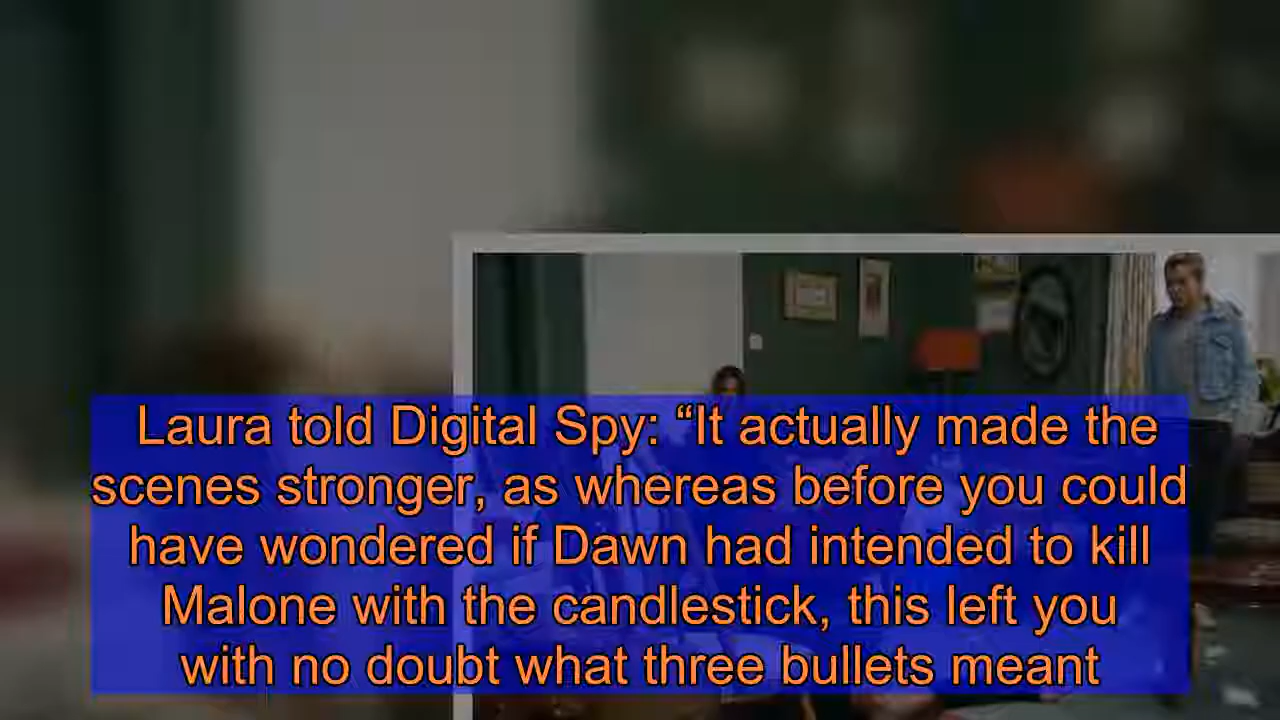 Laura told Digital Spy: “It actually made the
scenes stronger, as whereas before you could
have wondered if Dawn had intended to kill
Malone with the candlestick, this left you
with no doubt what three bullets meant